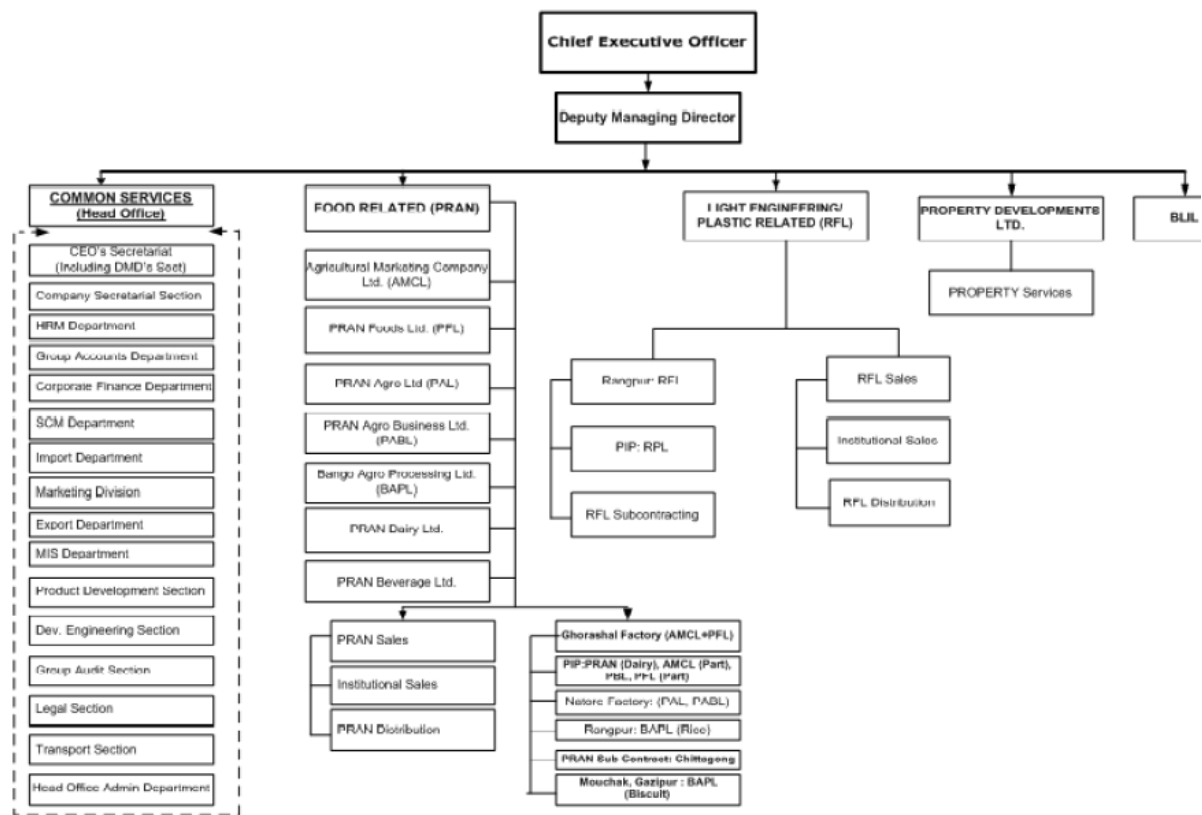 Chief Executive Officer
Deputy Managing Director
COMMON SERVICES
(Head Office)
CEO's Secretariat
(Including DMD's Sect)
Company Secretarial Section
HRM Department
Group Accounts Department
Corporate Finance Department
SCM Department
Import Department
Marketing Division
Export Department
MIS Department
Product Development Section
Dev. Engineering Section
Group Audit Section
Legal Section
Transport Section
Head Office Admin Department
FOOD RELATED (PRAN)
Agricultural Marketing Company
Ltd. (AMCL)
PRAN Foods Ltd. (PFL)
PRAN Agro Ltd (PAL)
PRAN Agro Business Ltd.
(PABL)
Bango Agro Processing Ltd.
(BAPL)
PRAN Dairy Ltd.
PRAN Beverage Ltd.
PRAN Sales
Institutional Sales
PRAN Distribution
Ghorashal Factory (AMCL+PFL)
PIP:PRAN (Dairy), AMCL (Part),
PBL, PFL (Part)
Natore Factory: (PAL, PABL)
Rangpur: BAPL (Rice)
PRAN Sub Contract: Chittagong
Mouchak, Gazipur : BAPL
(Biscuit)
LIGHT ENGINEERING/
PLASTIC RELATED (RFL)
Rangpur: RFL
PIP: RPL
RFL Subcontracting
RFL Sales
Institutional Sales
RFL Distribution
PROPERTY DEVELOPMENTS
LTD.
PROPERTY Services
BLIL